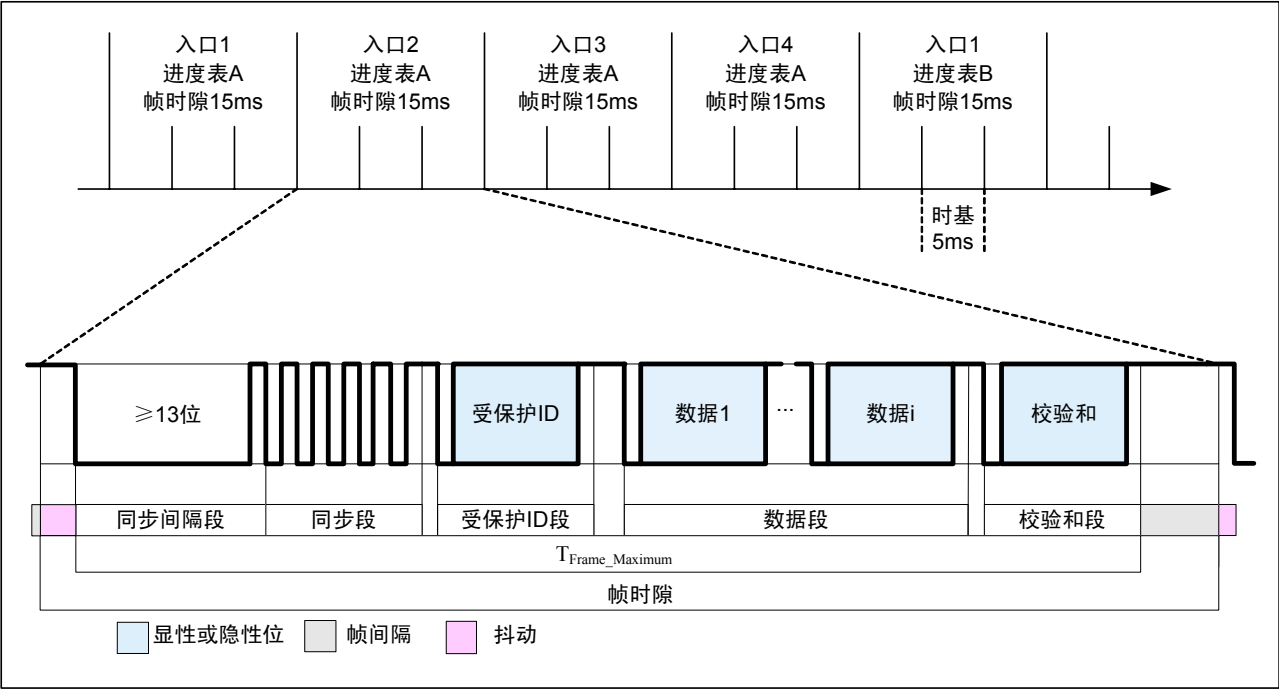 入口1
进度表A
帧时隙15ms
入口2
进度表A
帧时隙15ms
入口3
进度表A
帧时隙15ms
入口4
进度表A
帧时隙15ms
入口1
进度表B
帧时隙15ms
时基
5ms
≥13位
受保护ID
数据1
...
数据i
校验和
同步间隔段
同步段
受保护ID段
数据段
校验和段
TFrame_Maximum
帧时隙
显性或隐性位
帧间隔
抖动